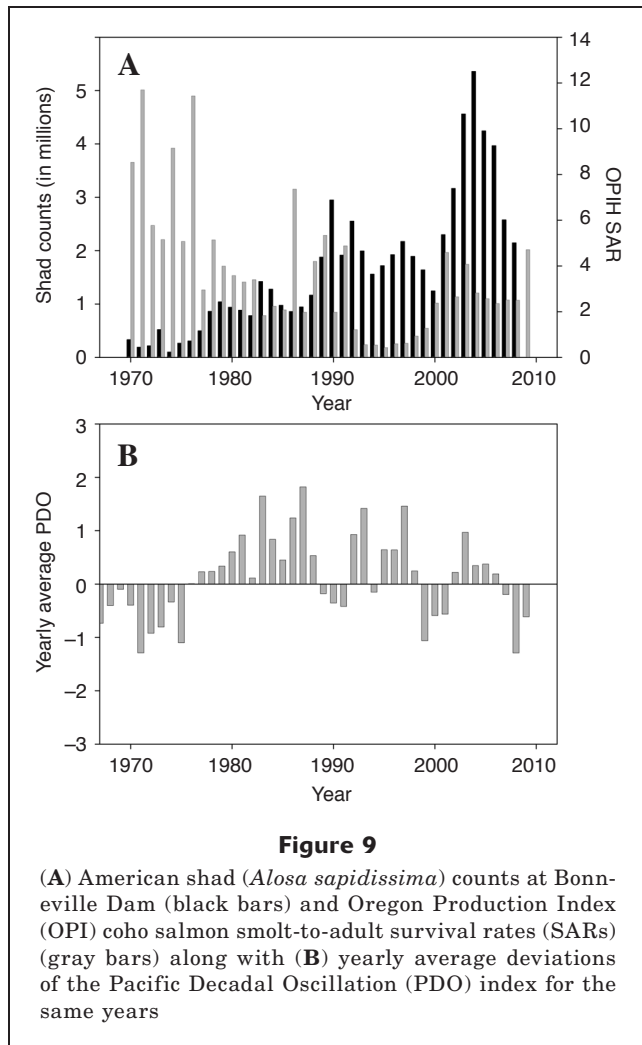 A
14
12
10
8
6
4
2
0
OPIH SAR
5
4
3
2
1
0
Shad counts (in millions)
1970
1980
1990
2000
2010
Year
B
3
2
1
0
−1
−2
−3
Yearly average PDO
1970
1980
1990
2000
2010
Year
Figure 9
(A) American shad (Alosa sapidissima) counts at Bonn-
eville Dam (black bars) and Oregon Production Index
(OPI) coho salmon smolt-to-adult survival rates (SARs)
(gray bars) along with (B) yearly average deviations
of the Pacific Decadal Oscillation (PDO) index for the
same years